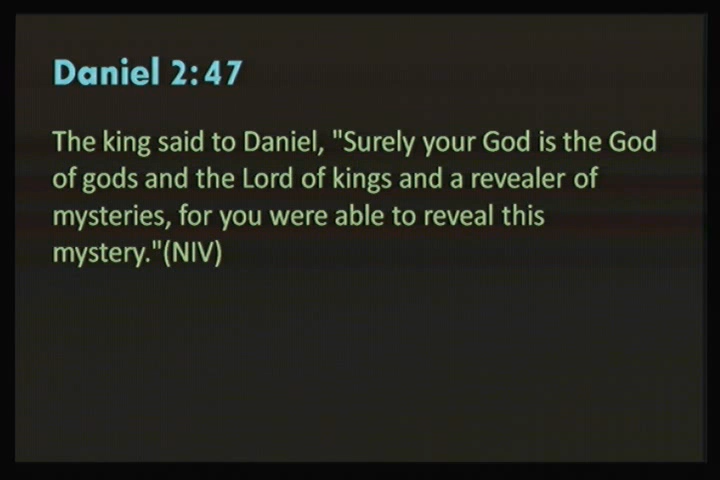 Daniel 2:47
The king said to Daniel, "Surely your God is the God
of gods and the Lord of kings and a revealer of
mysteries, for you were able to reveal this
mystery."(NIV)